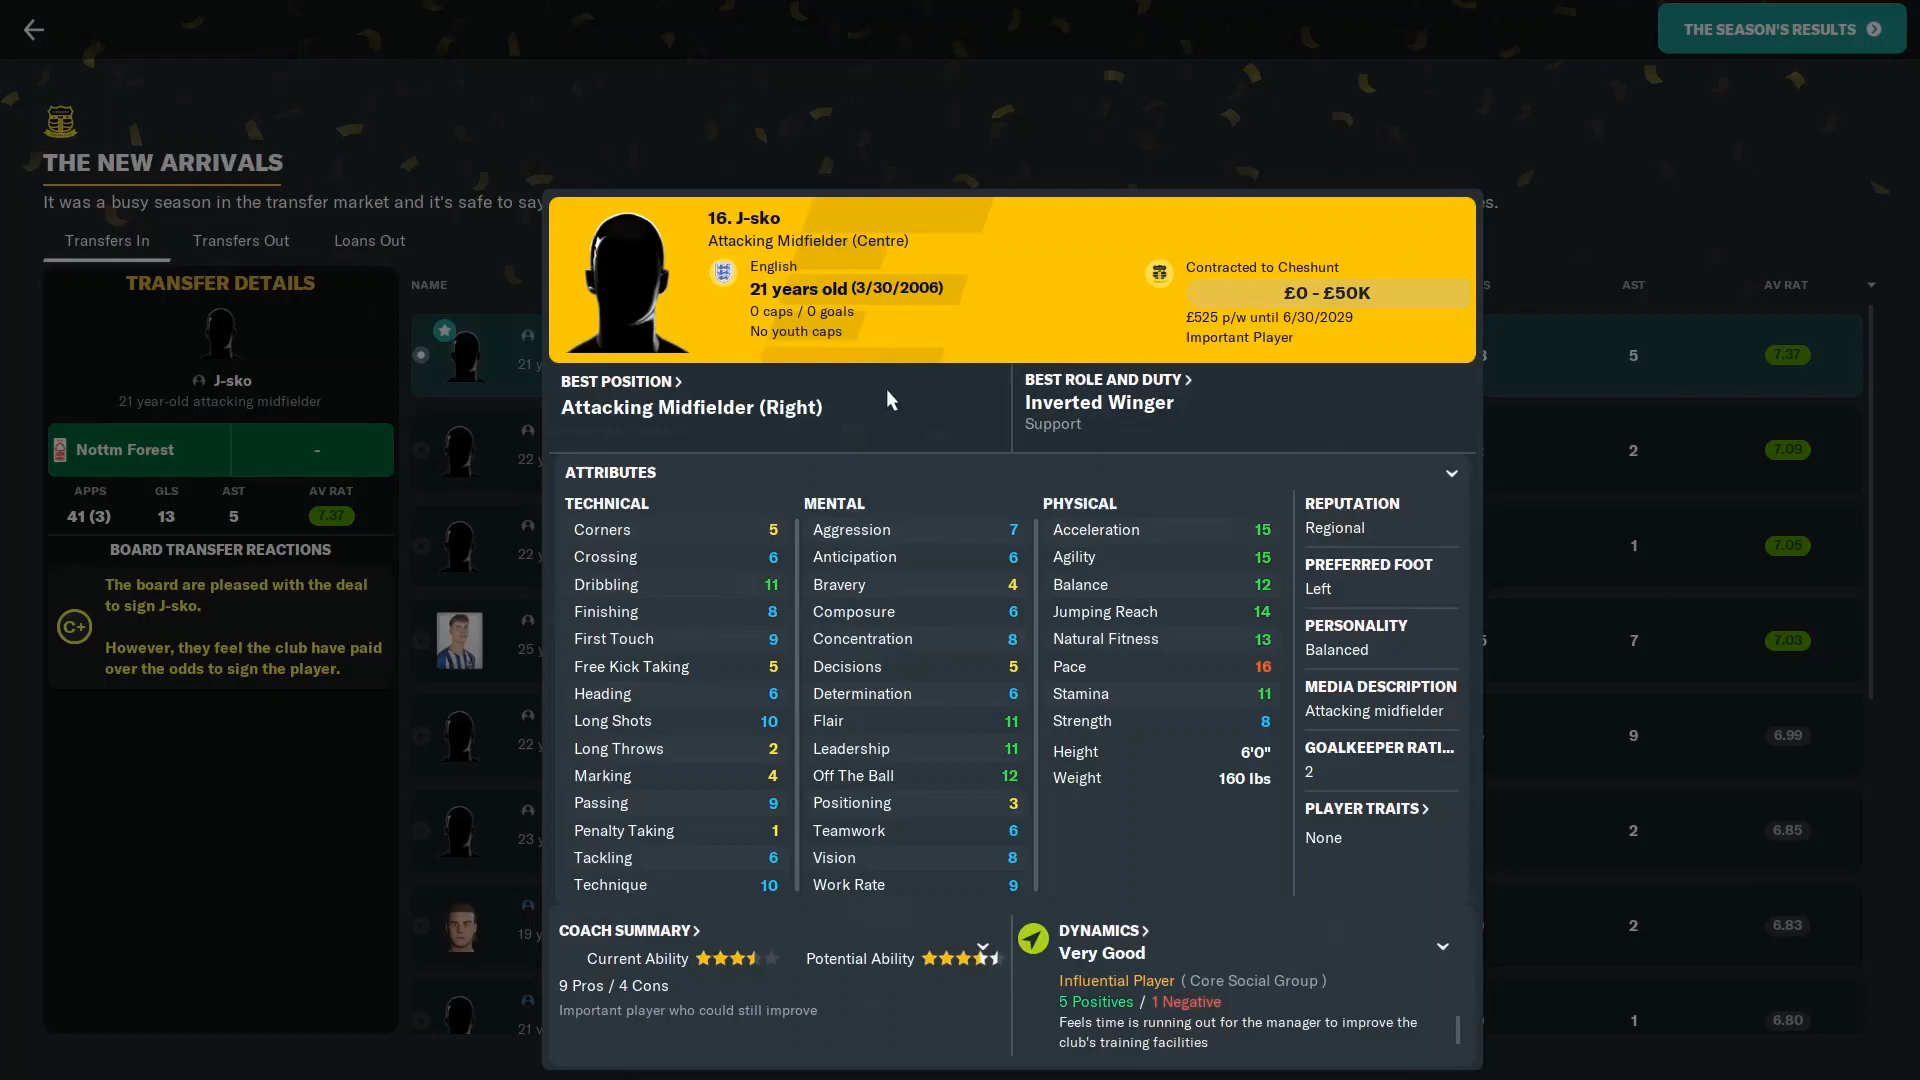 THE SEASON'S RESULTS
THE NEW ARRIVALS
It was a busy season in the transfer market and it's safe to say
Transfers In
Transfers Out
Loans Out
TRANSFER DETAILS
J-sko
21 year-old attacking midfielder
Nottm Forest
-
APPS GLS AST AV RAT
41 (3) 13 5 7.37
BOARD TRANSFER REACTIONS
C+
The board are pleased with the deal
to sign J-sko.
However, they feel the club have paid
over the odds to sign the player.
NAME
21 y
22 y
22 y
25 y
22 y
23 y
19 y
16. J-sko
Attacking Midfielder (Centre)
English
21 years old (3/30/2006)
0 caps / 0 goals
No youth caps
Contracted to Cheshunt
£0 - £50K
£525 p/w until 6/30/2029
Important Player
BEST POSITION
Attacking Midfielder (Right)
BEST ROLE AND DUTY
Inverted Winger
Support
ATTRIBUTES
TECHNICAL
Corners 5
Crossing 6
Dribbling 11
Finishing 8
First Touch 9
Free Kick Taking 5
Heading 6
Long Shots 10
Long Throws 2
Marking 4
Passing 9
Penalty Taking 1
Tackling 6
Technique 10
MENTAL
Aggression 7
Anticipation 6
Bravery 4
Composure 6
Concentration 8
Decisions 5
Determination 6
Flair 11
Leadership 11
Off The Ball 12
Positioning 3
Teamwork 6
Vision 8
Work Rate 9
PHYSICAL
Acceleration 15
Agility 15
Balance 12
Jumping Reach 14
Natural Fitness 13
Pace 16
Stamina 11
Strength 8
Height 6'0"
Weight 160 lbs
REPUTATION
Regional
PREFERRED FOOT
Left
PERSONALITY
Balanced
MEDIA DESCRIPTION
Attacking midfielder
GOALKEEPER RATI...
2
PLAYER TRAITS
None
COACH SUMMARY
Current Ability
Potential Ability
9 Pros / 4 Cons
Important player who could still improve
DYNAMICS
Very Good
Influential Player ( Core Social Group )
5 Positives / 1 Negative
Feels time is running out for the manager to improve the
club's training facilities
AST AV RAT
5 7.37
2 7.09
1 7.05
7 7.03
9 6.99
2 6.85
2 6.83
1 6.80